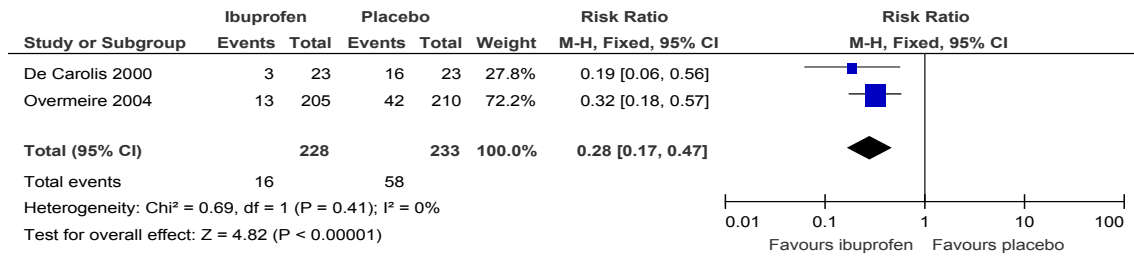 Ibuprofen Placebo Risk Ratio Risk Ratio
Study or Subgroup Events Total Events Total Weight M-H, Fixed, 95% CI M-H, Fixed, 95% CI
De Carolis 2000 3 23 16 23 27.8% 0.19 [0.06, 0.56]
Overmeire 2004 13 205 42 210 72.2% 0.32 [0.18, 0.57]
Total (95% CI) 228 233 100.0% 0.28 [0.17, 0.47]
Total events 16 58
Heterogeneity: Chi² = 0.69, df = 1 (P = 0.41); I² = 0%
Test for overall effect: Z = 4.82 (P < 0.00001)
0.01 0.1 1 10 100
Favours ibuprofen Favours placebo